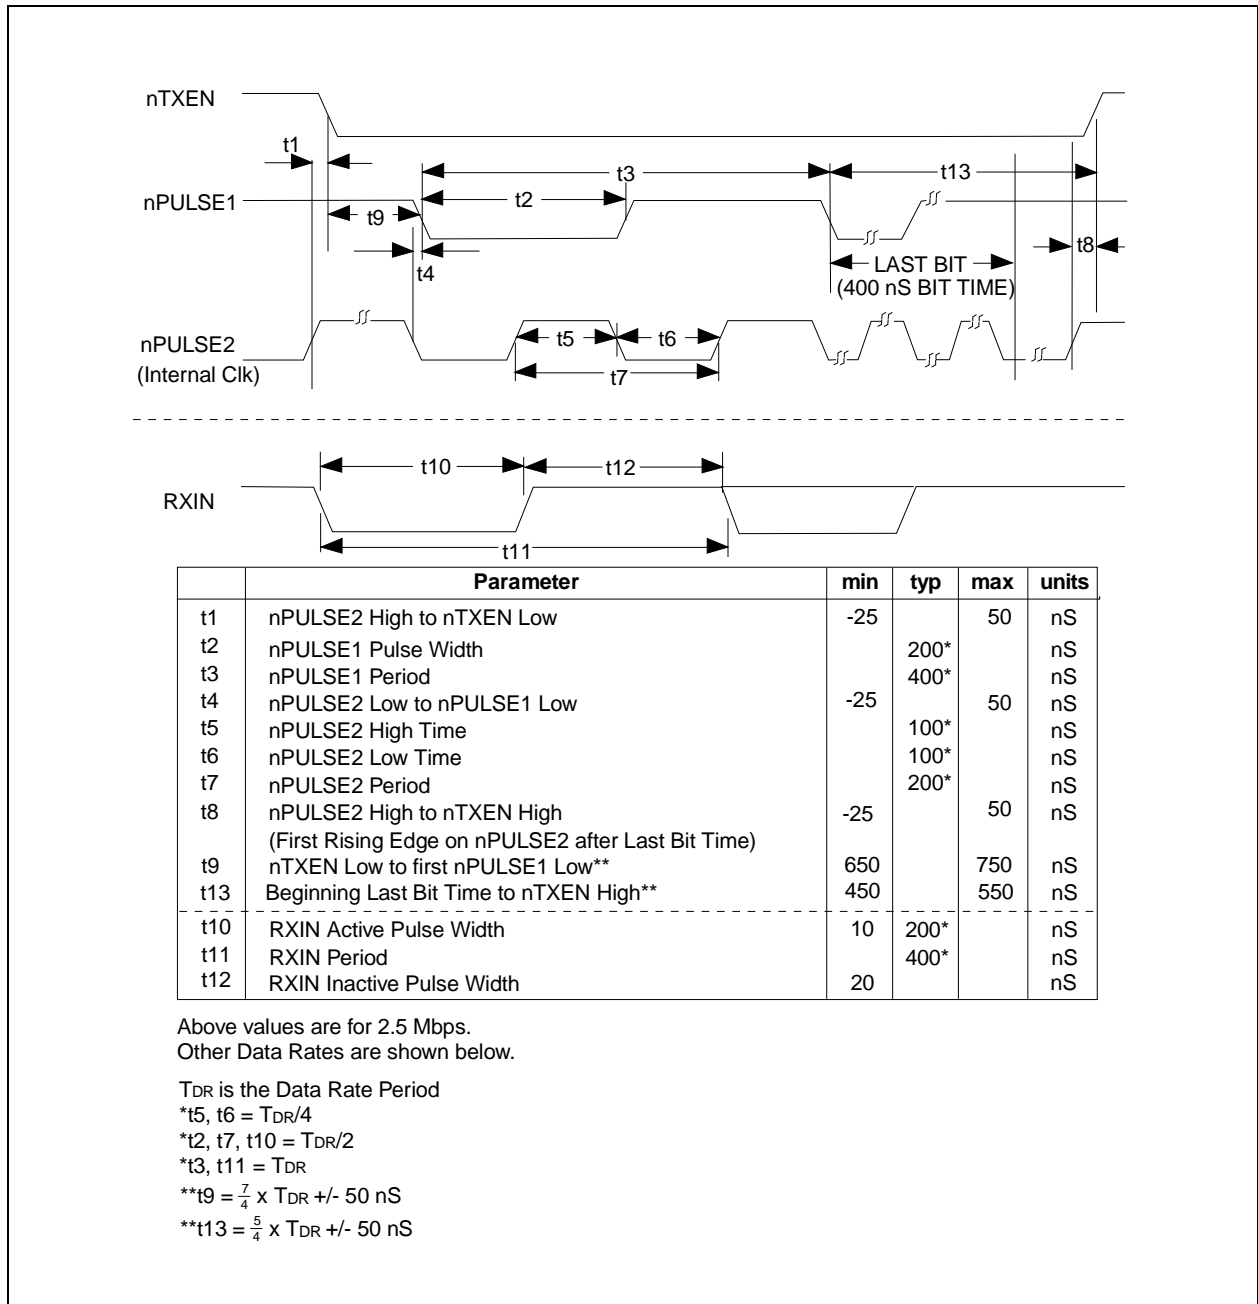 nTXEN
t1
t3
t13
nPULSE1
t2
t9
t8
t4
LAST BIT
(400 nS BIT TIME)
nPULSE2
(Internal Clk)
t5
t6
t7
t10
t12
RXIN
t11
Parameter min typ max units
t1 nPULSE2 High to nTXEN Low -25 50 nS
t2 nPULSE1 Pulse Width 200* nS
t3 nPULSE1 Period 400* nS
t4 nPULSE2 Low to nPULSE1 Low -25 50 nS
t5 nPULSE2 High Time 100* nS
t6 nPULSE2 Low Time 100* nS
t7 nPULSE2 Period 200* nS
t8 nPULSE2 High to nTXEN High -25 50 nS
(First Rising Edge on nPULSE2 after Last Bit Time)
t9 nTXEN Low to first nPULSE1 Low** 650 750 nS
t13 Beginning Last Bit Time to nTXEN High** 450 550 nS
t10 RXIN Active Pulse Width 10 200* nS
t11 RXIN Period 400* nS
t12 RXIN Inactive Pulse Width 20 nS
Above values are for 2.5 Mbps.
Other Data Rates are shown below.
TDR is the Data Rate Period
*t5, t6 = TDR/4
*t2, t7, t10 = TDR/2
*t3, t11 = TDR
**t9 = 7/4 x TDR +/- 50 nS
**t13 = 5/4 x TDR +/- 50 nS